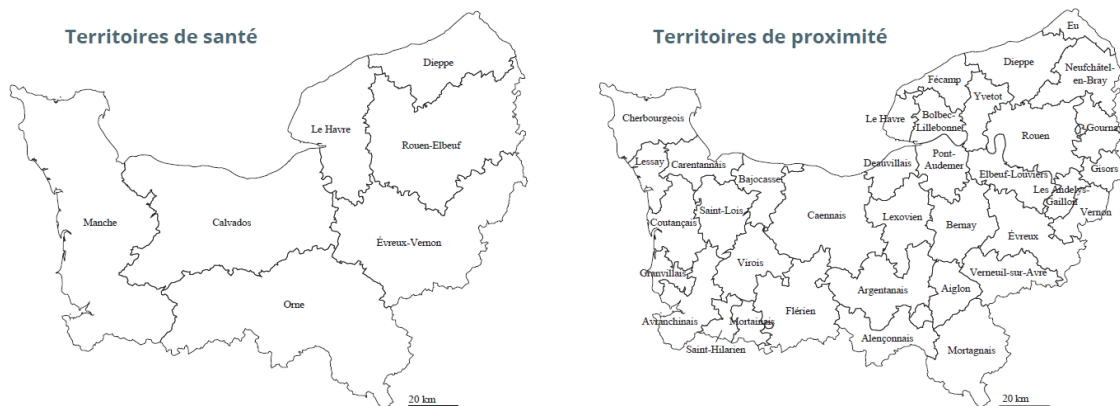 Territoires de santé
Dieppe
Le Havre
Rouen-Elbeuf
Manche
Calvados
Évreux-Vernon
Orne
20 km
Territoires de proximité
Eu
Dieppe
Neufchâtel-
en-Bray
Fécamp
Yvetot
Cherbourgeois
Le Havre
Bolbec-
Lillebonnel
Rouen
Gourna
Lessay
Carentannais
Deauvillais
Pont-
Audemer
Gisors
Bajocasse
Elbeuf-Louviers
Les Andelys-
Gaillon
Vernon
Coutançais
Saint-Lois
Caennais
Lexovien
Bernay
Évreux
Granvillais
Virois
Verneuil-sur-Avre
Argentanais
Aiglon
Avranchinais
Mortainais
Flérien
Saint-Hilarien
Alençonnais
Mortagnais
20 km